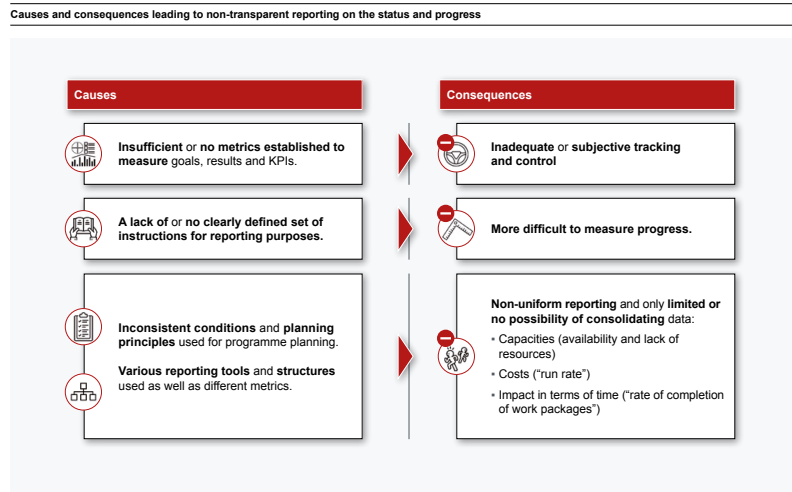 Causes and consequences leading to non-transparent reporting on the status and progress
Causes
Consequences
Insufficient or no metrics established to
measure goals, results and KPIs.
Inadequate or subjective tracking
and control
A lack of or no clearly defined set of
instructions for reporting purposes.
More difficult to measure progress.
Inconsistent conditions and planning
principles used for programme planning.
Various reporting tools and structures
used as well as different metrics.
Non-uniform reporting and only limited or
no possibility of consolidating data:
• Capacities (availability and lack of
resources)
• Costs (“run rate”)
• Impact in terms of time (“rate of completion
of work packages”)